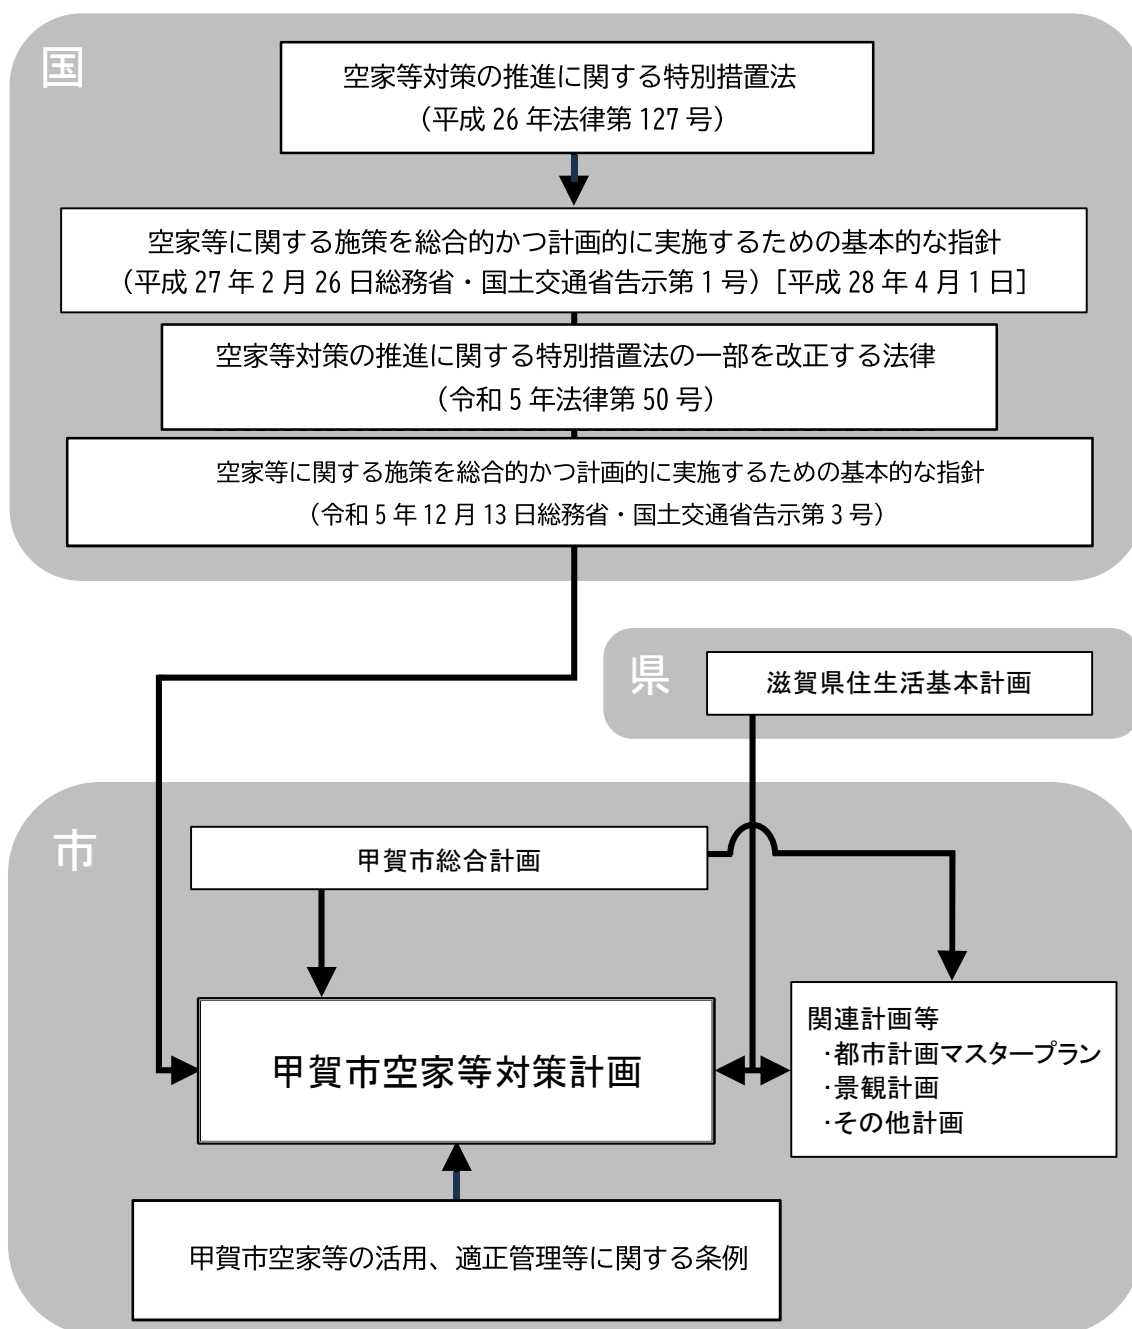 国
空家等対策の推進に関する特別措置法
（平成 26 年法律第 127 号）
空家等に関する施策を総合的かつ計画的に実施するための基本的な指針
（平成 27 年 2 月 26 日総務省・国土交通省告示第 1 号）［平成 28 年 4 月 1 日］
空家等対策の推進に関する特別措置法の一部を改正する法律
（令和 5 年法律第 50 号）
空家等に関する施策を総合的かつ計画的に実施するための基本的な指針
（令和 5 年 12 月 13 日総務省・国土交通省告示第 3 号）
県
滋賀県住生活基本計画
市
甲賀市総合計画
甲賀市空家等対策計画
関連計画等
・都市計画マスタープラン
・景観計画
・その他計画
甲賀市空家等の活用、適正管理等に関する条例